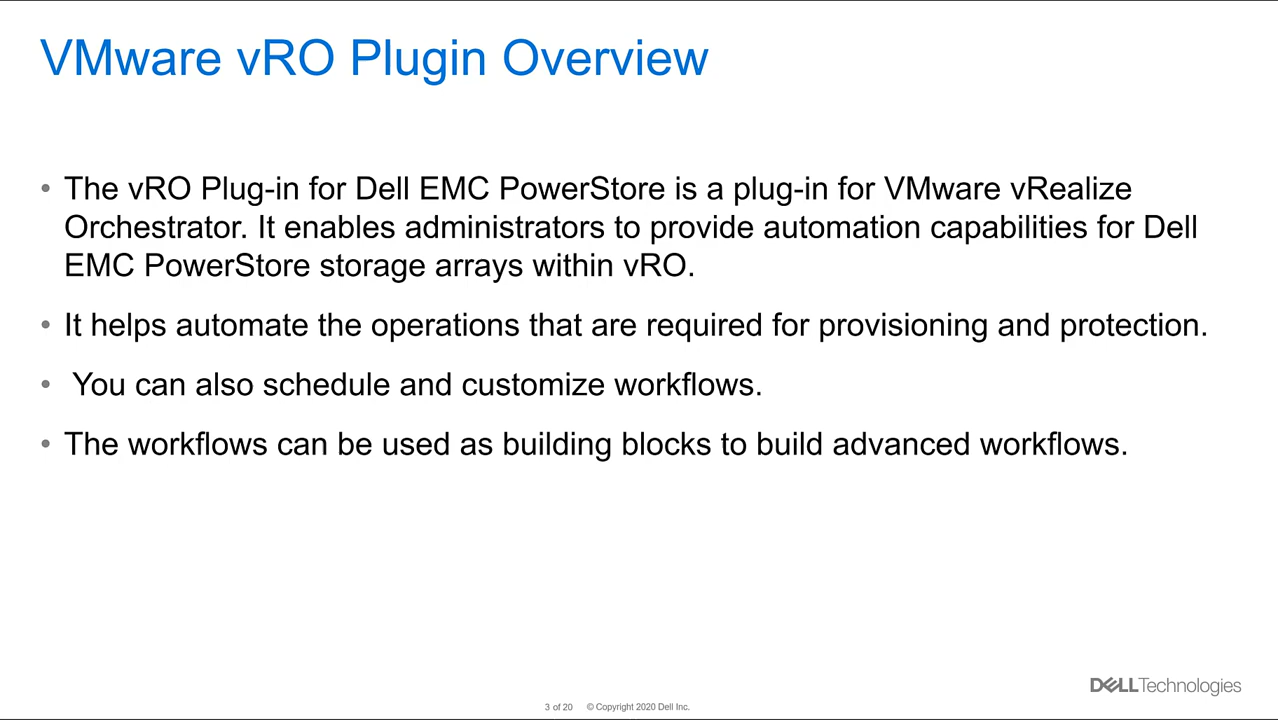 VMware vRO Plugin Overview
• The vRO Plug-in for Dell EMC PowerStore is a plug-in for VMware vRealize
Orchestrator. It enables administrators to provide automation capabilities for Dell
EMC PowerStore storage arrays within vRO.
• It helps automate the operations that are required for provisioning and protection.
• You can also schedule and customize workflows.
• The workflows can be used as building blocks to build advanced workflows.
DELLTechnologies
3 of 20 © Copyright 2020 Dell Inc.